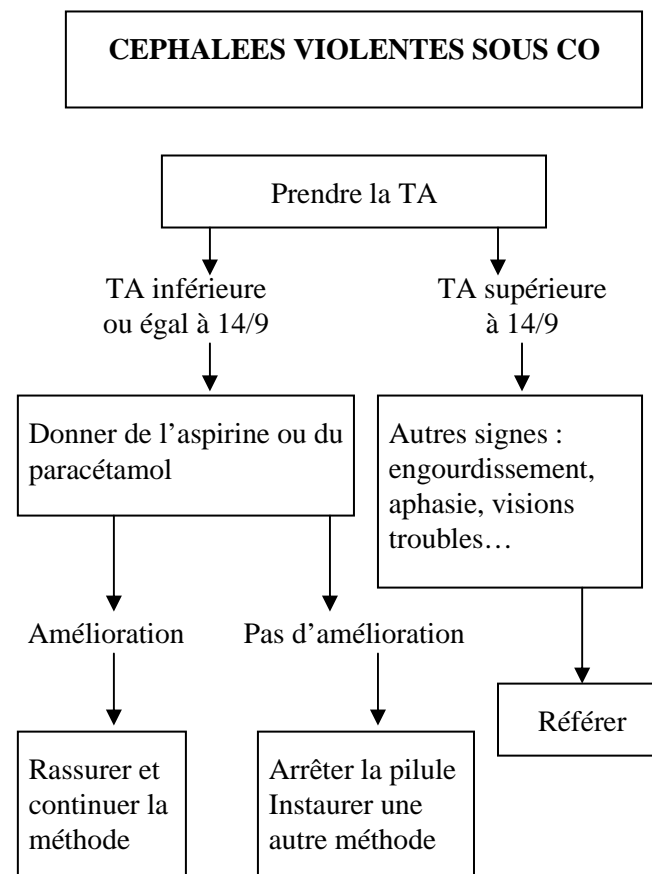 CEPHALEES VIOLENTES SOUS CO
Prendre la TA
TA inférieure
ou égal à 14/9
TA supérieure
à 14/9
Donner de l’aspirine ou du
paracétamol
Autres signes :
engourdissement,
aphasie, visions
troubles…
Amélioration
Pas d’amélioration
Référer
Rassurer et
continuer la
méthode
Arrêter la pilule
Instaurer une
autre méthode